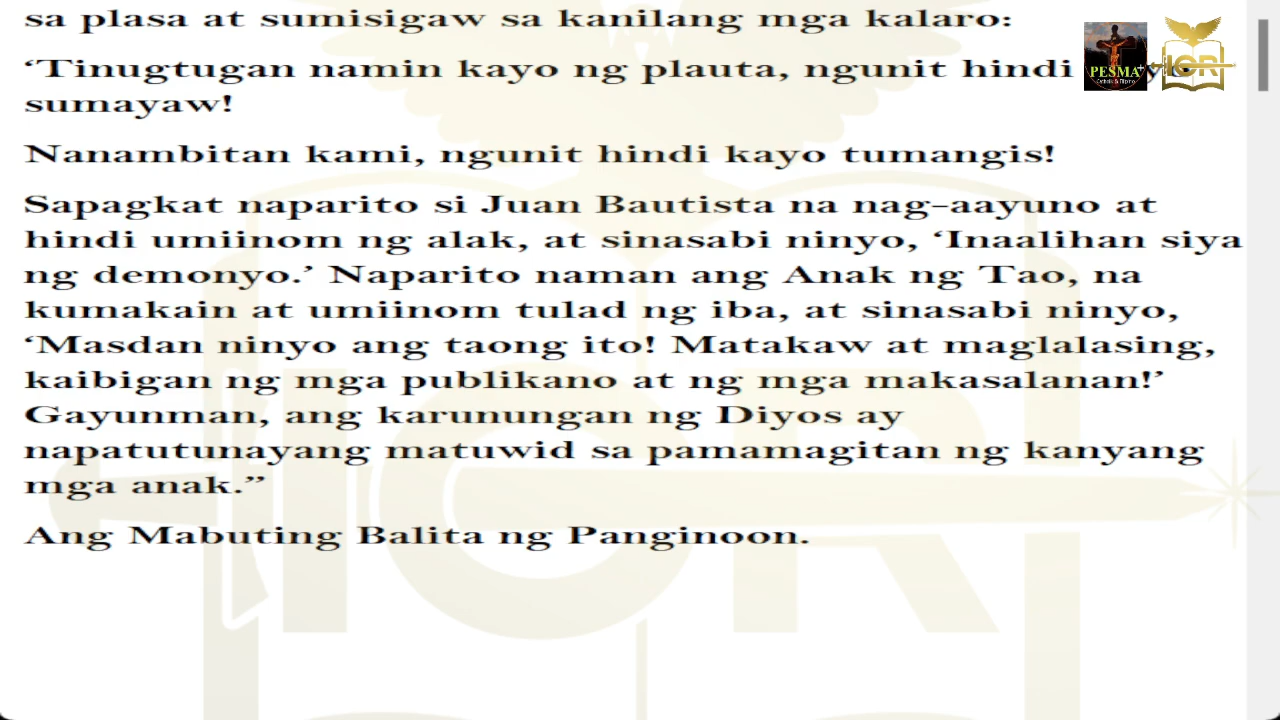 sa plasa at sumisigaw sa kanilang mga kalaro:
‘Tinugtugan namin kayo ng plauta, ngunit hindi
sumayaw!
Nanambitan kami, ngunit hindi kayo tumangis!
Sapagkat naparito si Juan Bautista na nag-aayuno at
hindi umiinom ng alak, at sinasabi ninyo, ‘Inaalihan siya
ng demonyo.’ Naparito naman ang Anak ng Tao, na
kumakain at umiinom tulad ng iba, at sinasabi ninyo,
‘Masdan ninyo ang taong ito! Matakaw at maglalasing,
kaibigan ng mga publikano at ng mga makasalanan!’
Gayunman, ang karunungan ng Diyos ay
napatutunayang matuwid sa pamamagitan ng kanyang
mga anak.”
Ang Mabuting Balita ng Panginoon.
PESMA+
Catholic & Filipino
IOR